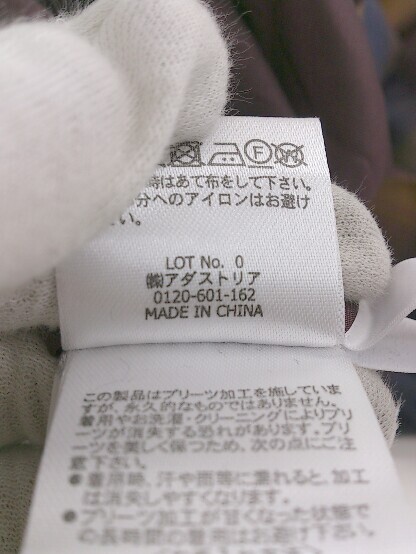 F W
時はあて布をして下さい。
分へのアイロンはお避け
い。
LOT No. 0
㈱アダストリア
0120-601-162
MADE IN CHINA
この製品はプリーツ加工を施していま
すが、永久的なものではありません。
着用やお洗濯・クリーニングによりプリ
ーツが消失する恐れがあります。プリ
ーツを美しく保つため、次の点にご注
意下さい。
●着用時、汗や雨等に濡れると、加工
は消失しやすくなります。
●プリーツ加工が甘くなった状態で
の長時間の着用はお避け下さい。